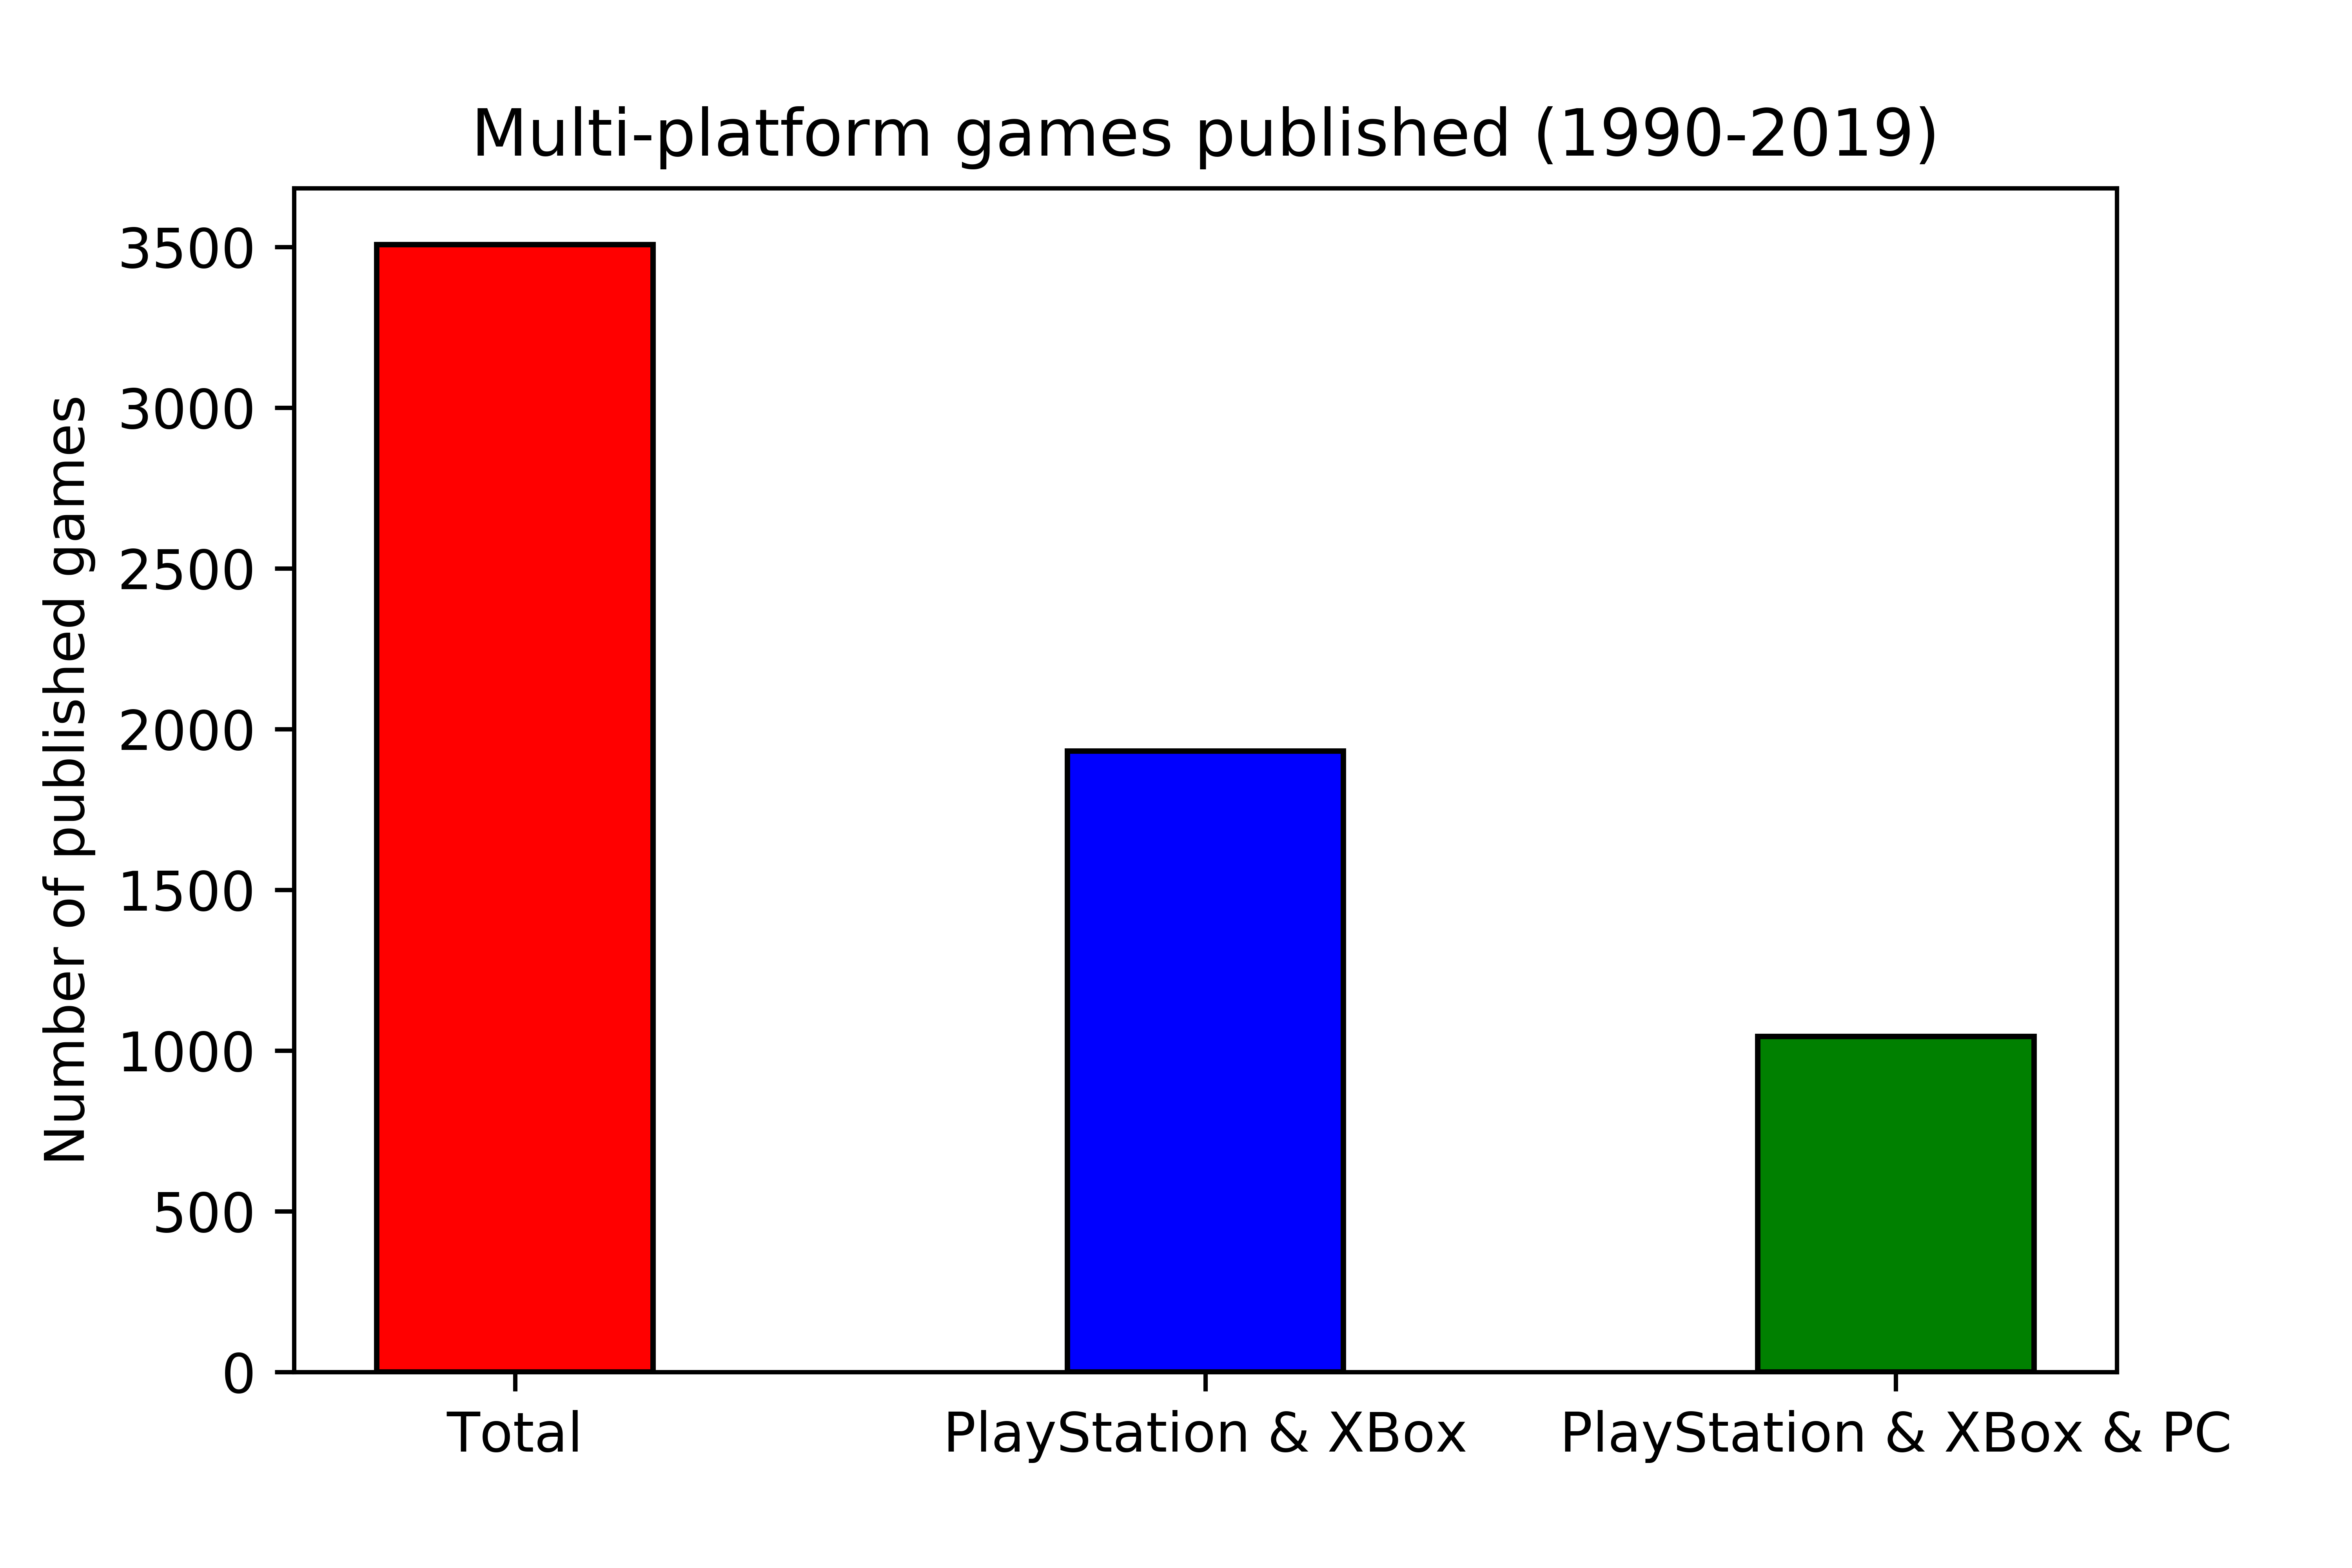 Multi-platform games published (1990-2019)
Number of published games
3500
3000
2500
2000
1500
1000
500
0
Total
PlayStation & XBox
PlayStation & XBox & PC